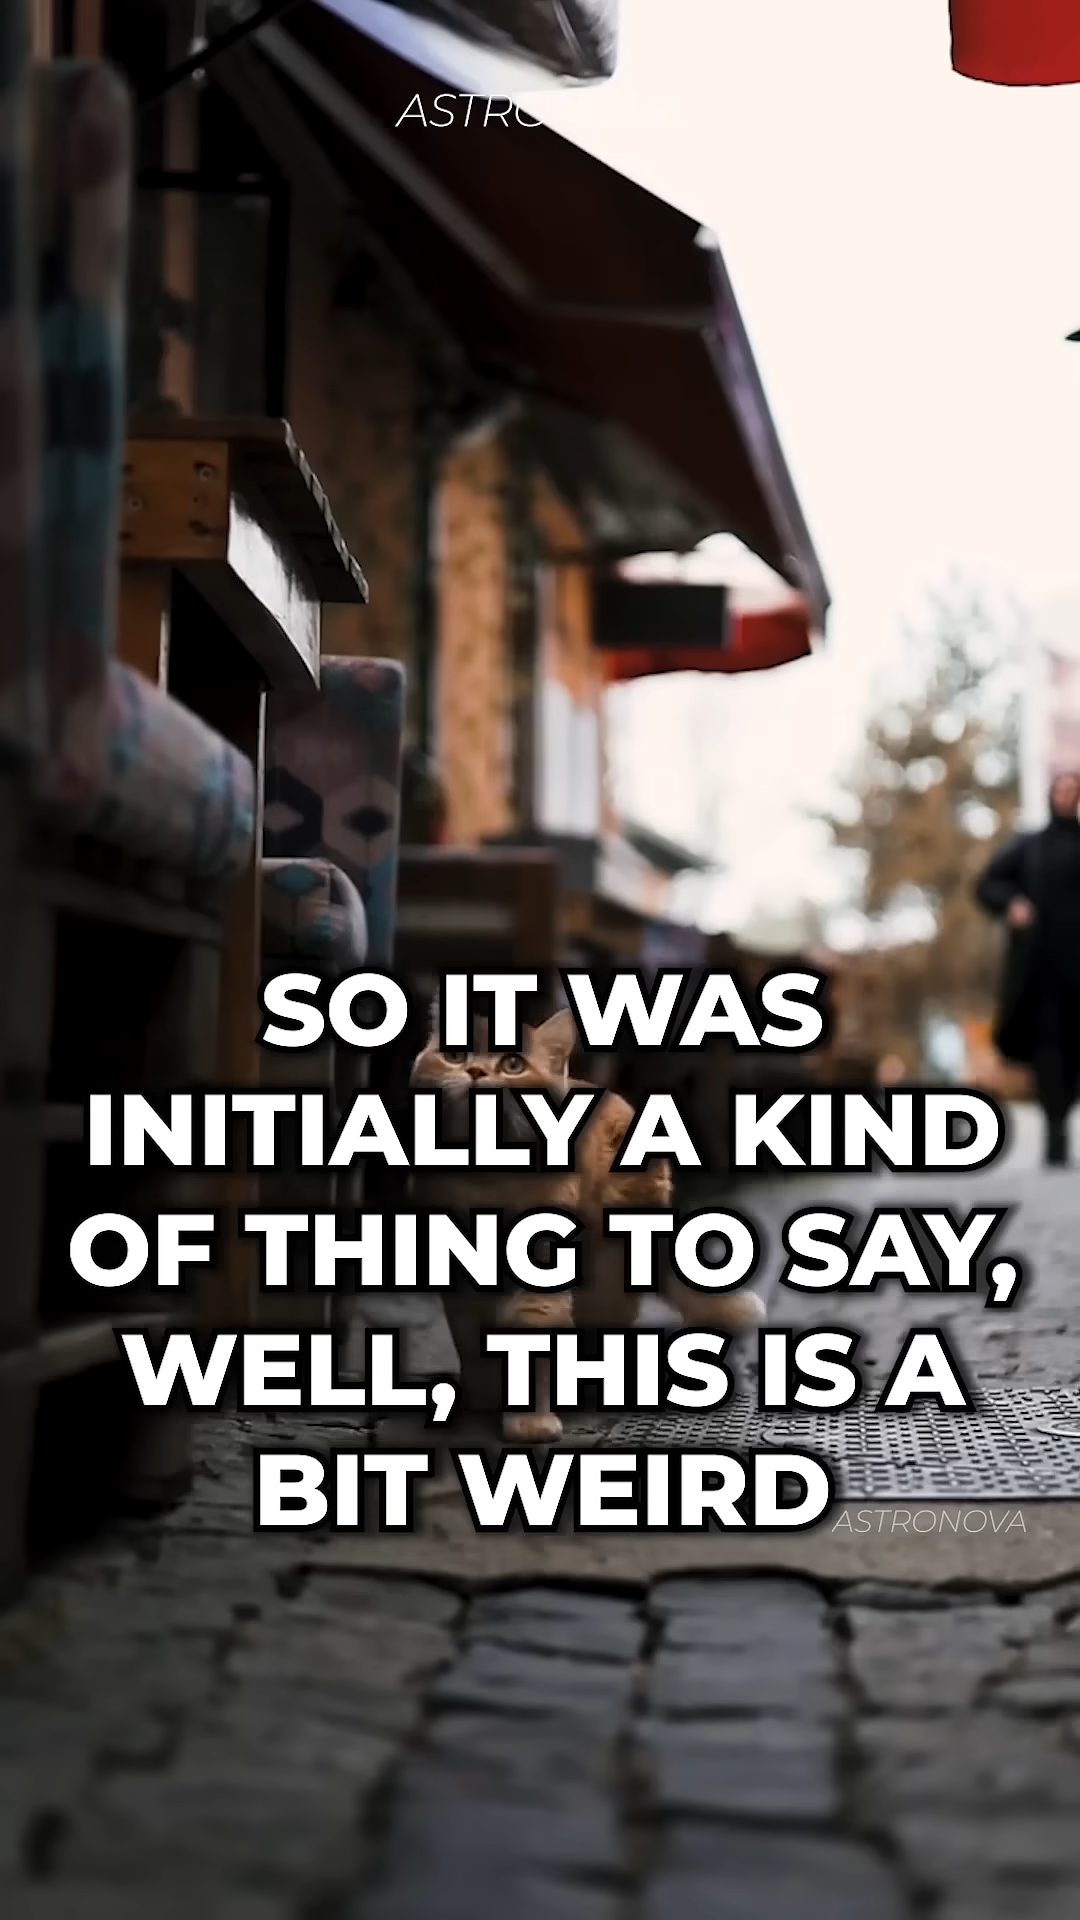 SO IT WAS
INITIALLY A KIND
OF THING TO SAY,
WELL, THIS IS A
BIT WEIRD
ASTRONOVA